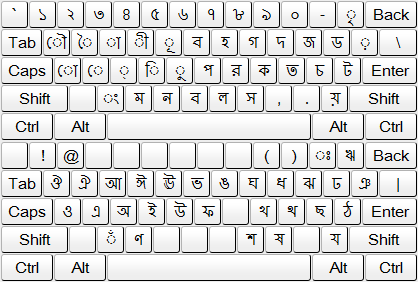 ` ১ ২ ৩ ৪ ৫ ৬ ৭ ৮ ৯ ০ - ৃ Back
Tab ৌ ৈ া ী ূ ব হ গ দ জ ড ় \
Caps ো ে ্ ি ু প র ক ত চ ট Enter
Shift ং ম ন ব ল স , . য় Shift
Ctrl Alt Alt Ctrl
! @ ( ) ঃ ঋ Back
Tab ঔ ঐ আ ঈ ঊ ভ ঙ ঘ ধ ঝ ঢ ঞ |
Caps ও এ অ ই উ ফ থ থ ছ ঠ Enter
Shift ঁ ণ শ ষ য Shift
Ctrl Alt Alt Ctrl